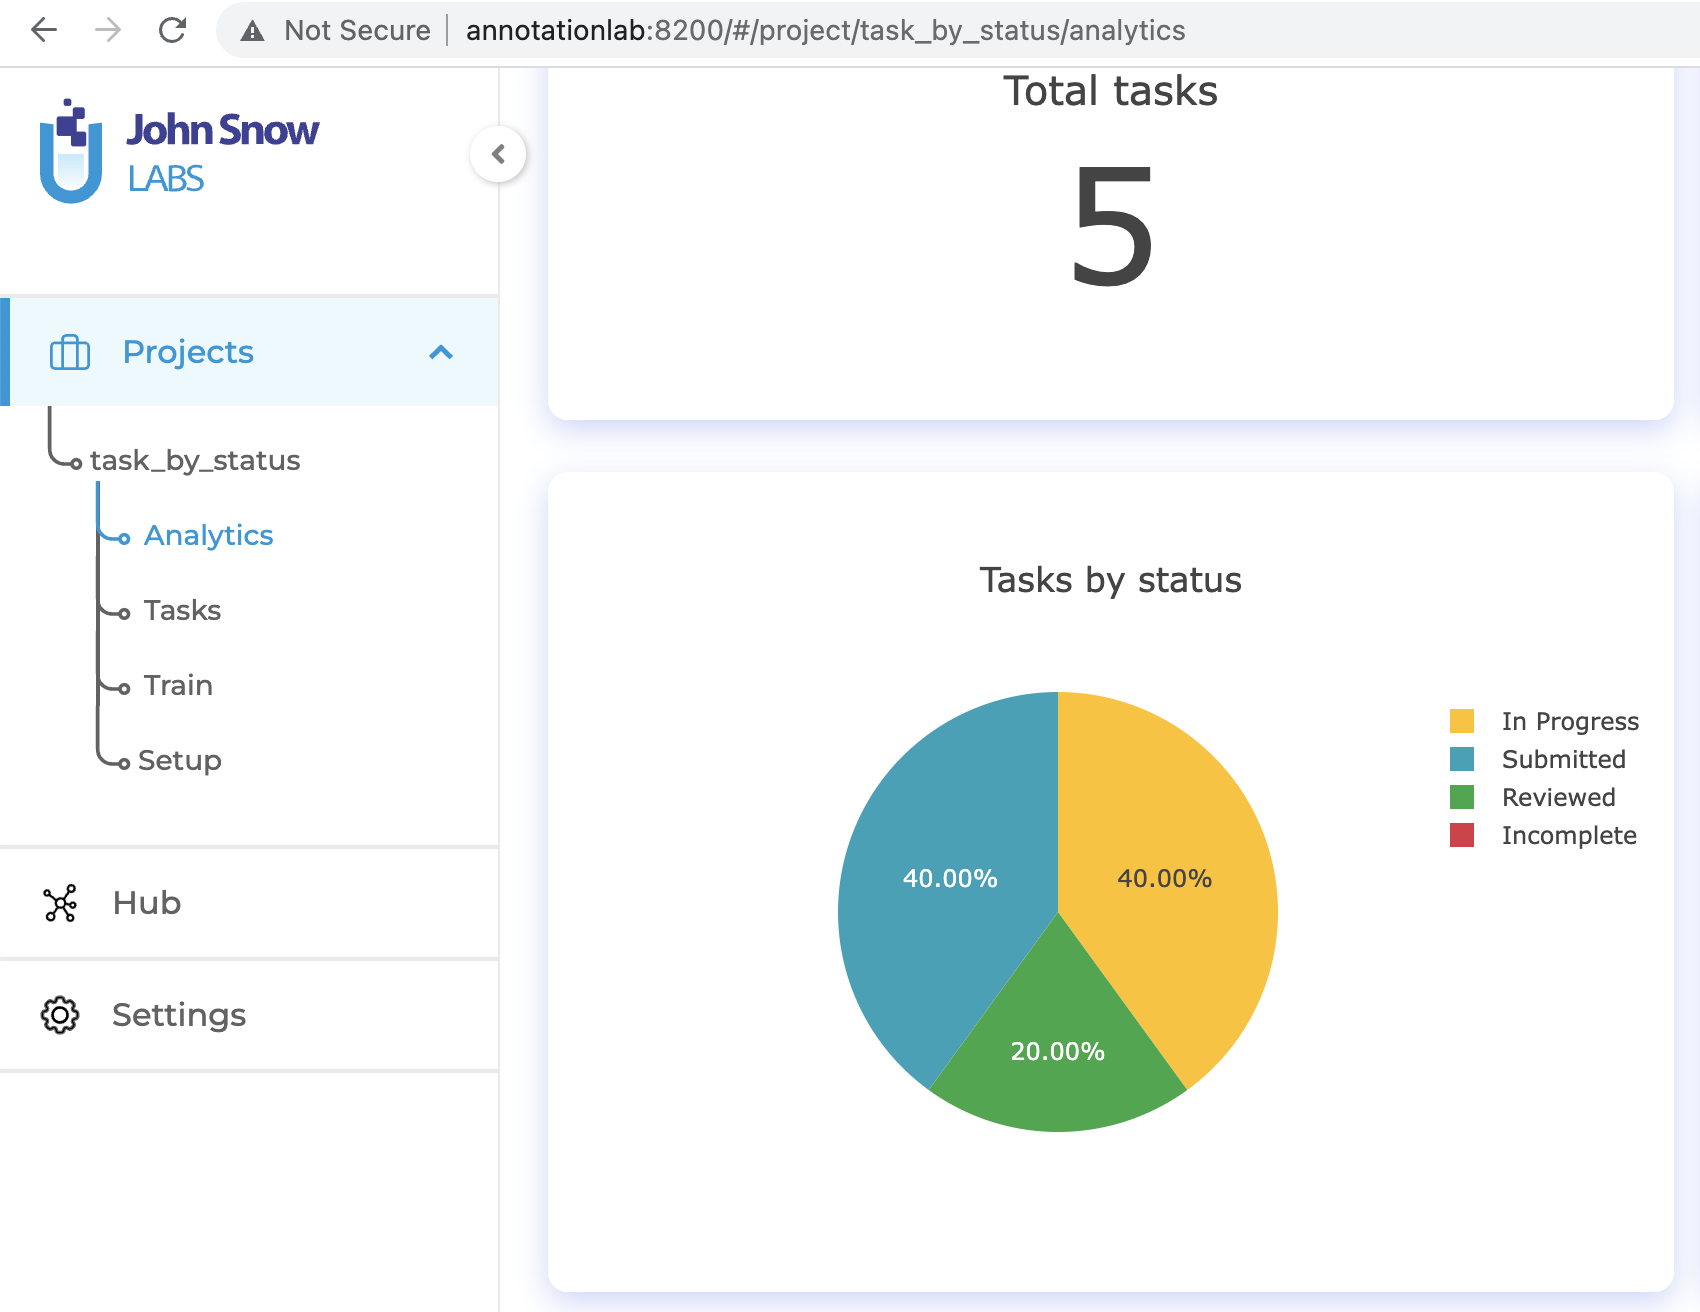 Not Secure
annotationlab:8200/#/project/task_by_status/analytics
John Snow
LABS
Projects
task_by_status
Analytics
Tasks
Train
Setup
Hub
Settings
Total tasks
5
Tasks by status
In Progress
Submitted
Reviewed
Incomplete
40.00%
40.00%
20.00%